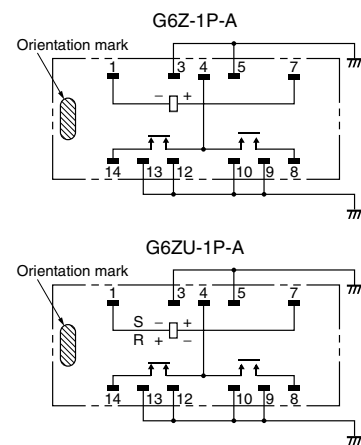 G6Z-1P-A
Orientation mark
1 3 4 5 7
− +
14 13 12 10 9 8
G6ZU-1P-A
Orientation mark
1 3 4 5 7
S − +
R + −
14 13 12 10 9 8